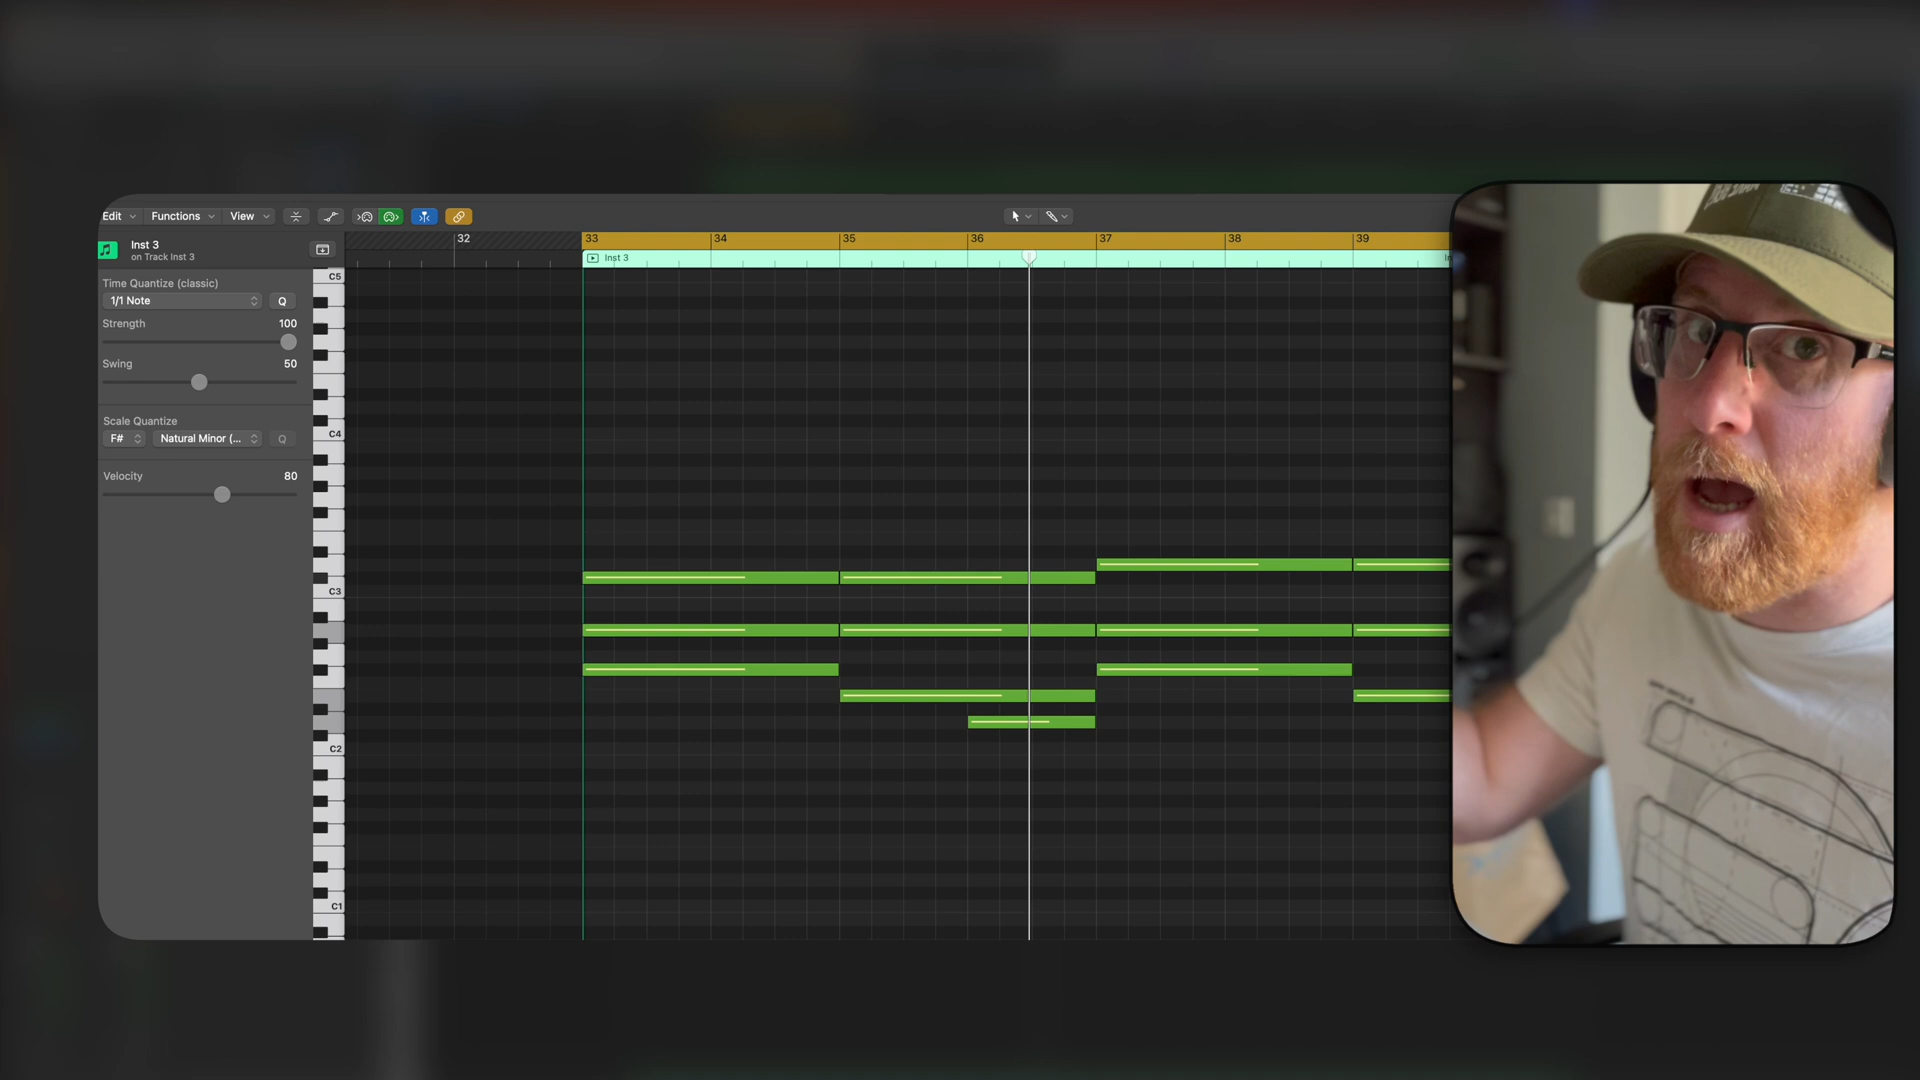 Edit Functions View
Inst 3
on Track Inst 3
32 33 34 35 36 37 38 39
Inst 3
In
Time Quantize (classic)
1/1 Note Q
Strength 100
Swing 50
Scale Quantize
F# Natural Minor (... Q
Velocity 80
C5
C4
C3
C2
C1